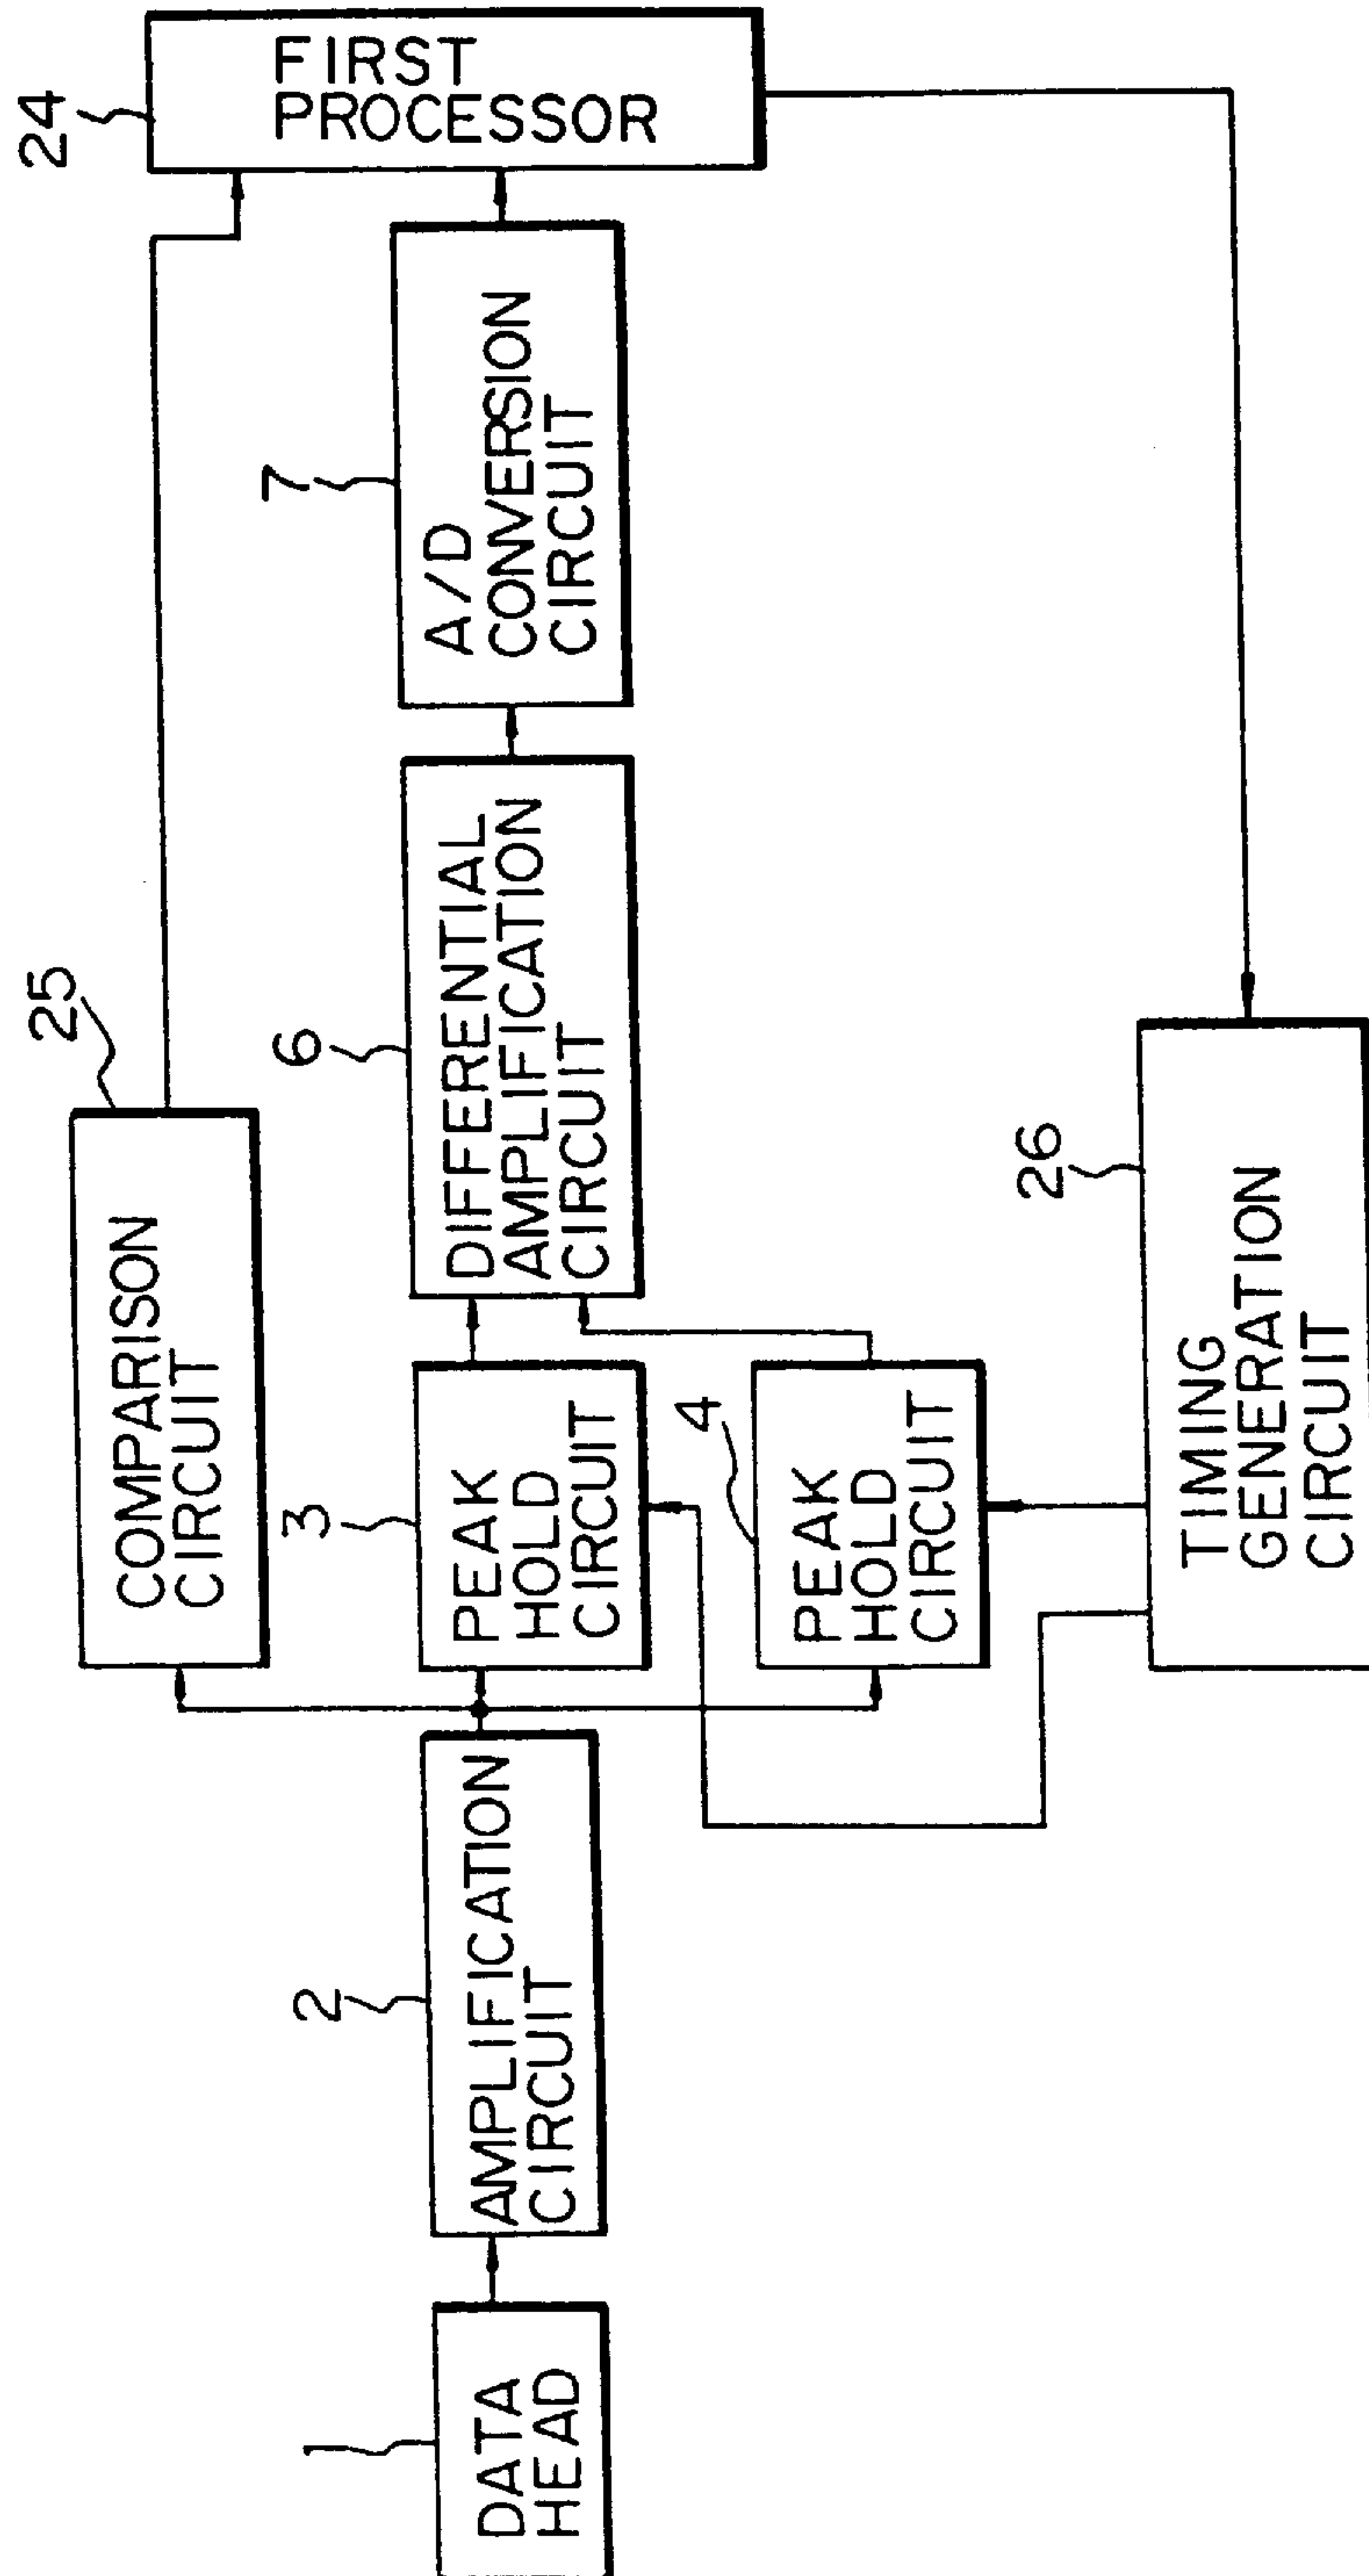 24
FIRST
PROCESSOR
25
COMPARISON
CIRCUIT
7
A/D
CONVERSION
CIRCUIT
6
DIFFERENTIAL
AMPLIFICATION
CIRCUIT
3
PEAK
HOLD
CIRCUIT
4
PEAK
HOLD
CIRCUIT
2
AMPLIFICATION
CIRCUIT
1
DATA
HEAD
26
TIMING
GENERATION
CIRCUIT